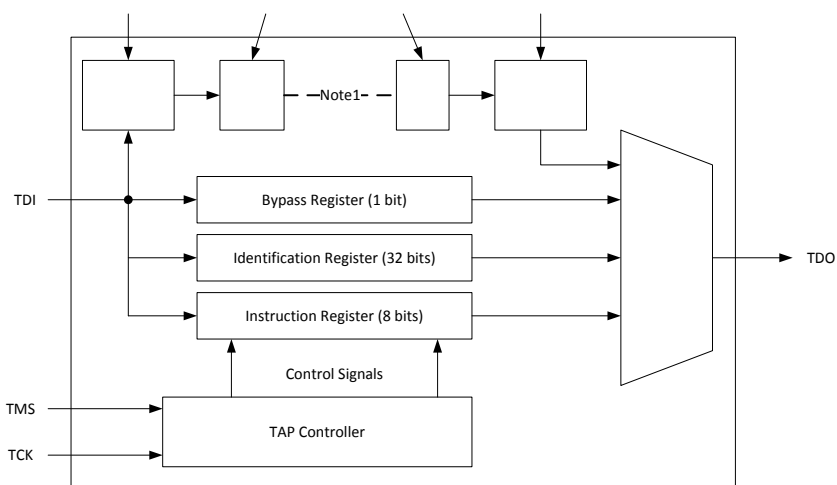 Note1
TDI
Bypass Register (1 bit)
Identification Register (32 bits)
TDO
Instruction Register (8 bits)
Control Signals
TMS
TAP Controller
TCK